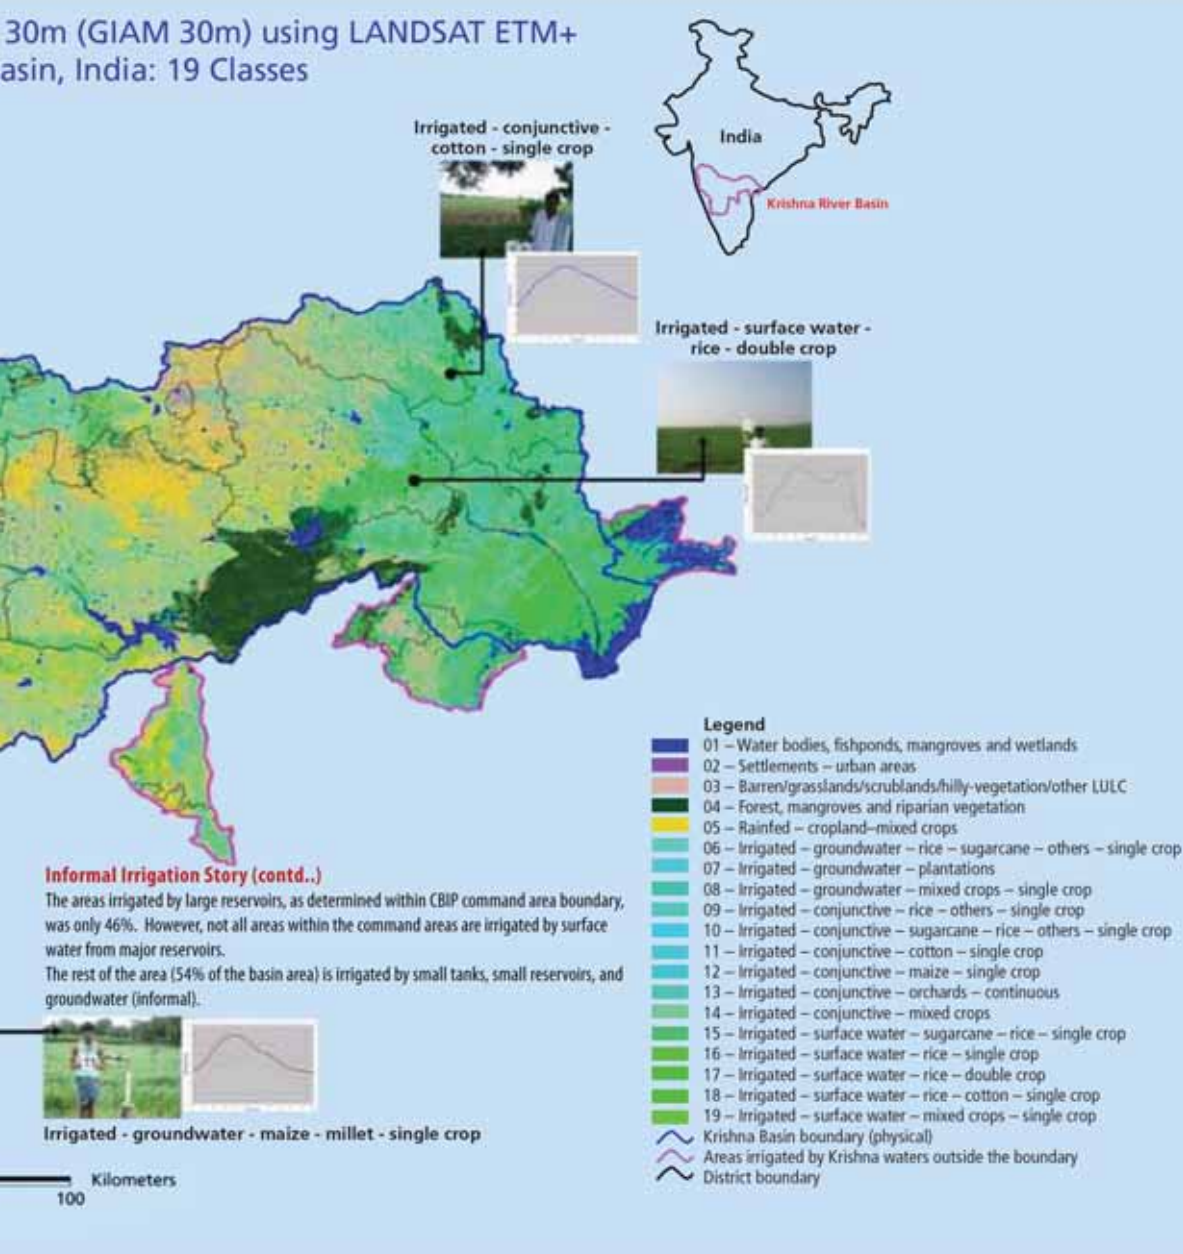 30m (GIAM 30m) using LANDSAT ETM+
asin, India: 19 Classes
Irrigated - conjunctive -
cotton - single crop
India
Krishna River Basin
Irrigated - surface water -
rice - double crop
Legend
01 – Water bodies, fishponds, mangroves and wetlands
02 – Settlements – urban areas
03 – Barren/grasslands/scrublands/hilly-vegetation/other LULC
04 – Forest, mangroves and riparian vegetation
05 – Rainfed – cropland–mixed crops
06 – Irrigated – groundwater – rice – sugarcane – others – single crop
07 – Irrigated – groundwater – plantations
08 – Irrigated – groundwater – mixed crops – single crop
09 – Irrigated – conjunctive – rice – others – single crop
10 – Irrigated – conjunctive – sugarcane – rice – others – single crop
11 – Irrigated – conjunctive – cotton – single crop
12 – Irrigated – conjunctive – maize – single crop
13 – Irrigated – conjunctive – orchards – continuous
14 – Irrigated – conjunctive – mixed crops
15 – Irrigated – surface water – sugarcane – rice – single crop
16 – Irrigated – surface water – rice – single crop
17 – Irrigated – surface water – rice – double crop
18 – Irrigated – surface water – rice – cotton – single crop
19 – Irrigated – surface water – mixed crops – single crop
Krishna Basin boundary (physical)
Areas irrigated by Krishna waters outside the boundary
District boundary
Informal Irrigation Story (contd..)
The areas irrigated by large reservoirs, as determined within CBIP command area boundary,
was only 46%. However, not all areas within the command areas are irrigated by surface
water from major reservoirs.
The rest of the area (54% of the basin area) is irrigated by small tanks, small reservoirs, and
groundwater (informal).
Irrigated - groundwater - maize - millet - single crop
Kilometers
100